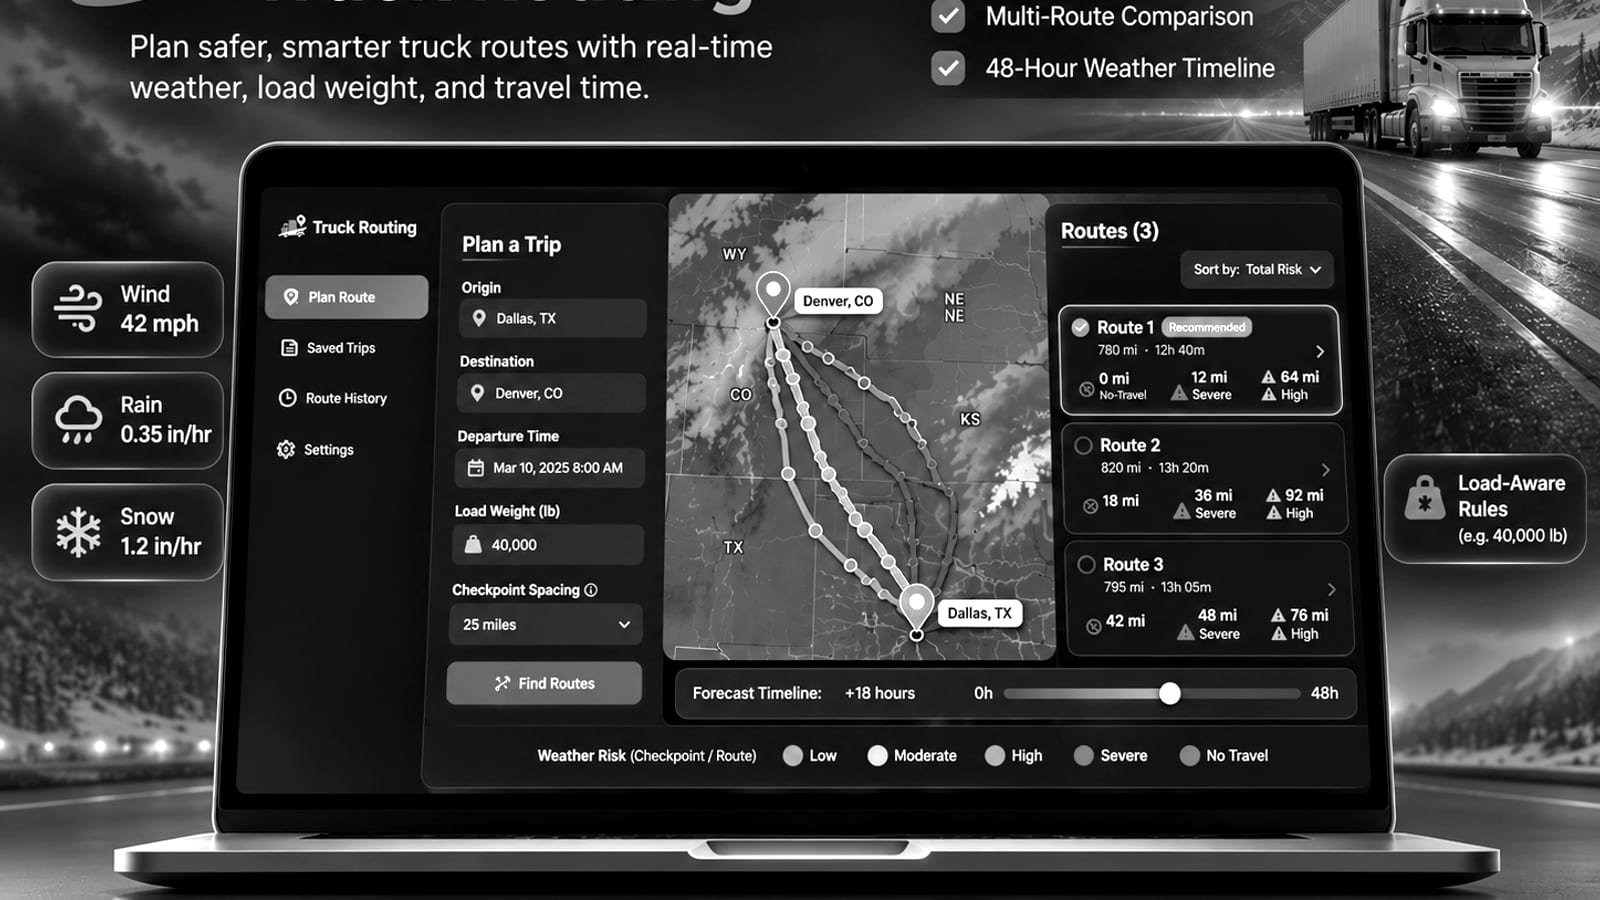 Truck Routing
Plan safer, smarter truck routes with real-time
weather, load weight, and travel time.
Multi-Route Comparison
48-Hour Weather Timeline
Wind
42 mph
Rain
0.35 in/hr
Snow
1.2 in/hr
Truck Routing
Plan Route
Saved Trips
Route History
Settings
Plan a Trip
Origin
Dallas, TX
Destination
Denver, CO
Departure Time
Mar 10, 2025 8:00 AM
Load Weight (lb)
40,000
Checkpoint Spacing
25 miles
Find Routes
WY
Denver, CO
NE
NE
CO
KS
TX
Dallas, TX
Routes (3)
Sort by: Total Risk
Route 1 Recommended
780 mi · 12h 40m
0 mi
No-Travel
12 mi
Severe
64 mi
High
Route 2
820 mi · 13h 20m
18 mi
36 mi
Severe
92 mi
High
Route 3
795 mi · 13h 05m
42 mi
48 mi
Severe
76 mi
High
Forecast Timeline: +18 hours 0h 48h
Weather Risk (Checkpoint / Route) Low Moderate High Severe No Travel
Load-Aware
Rules
(e.g. 40,000 lb)